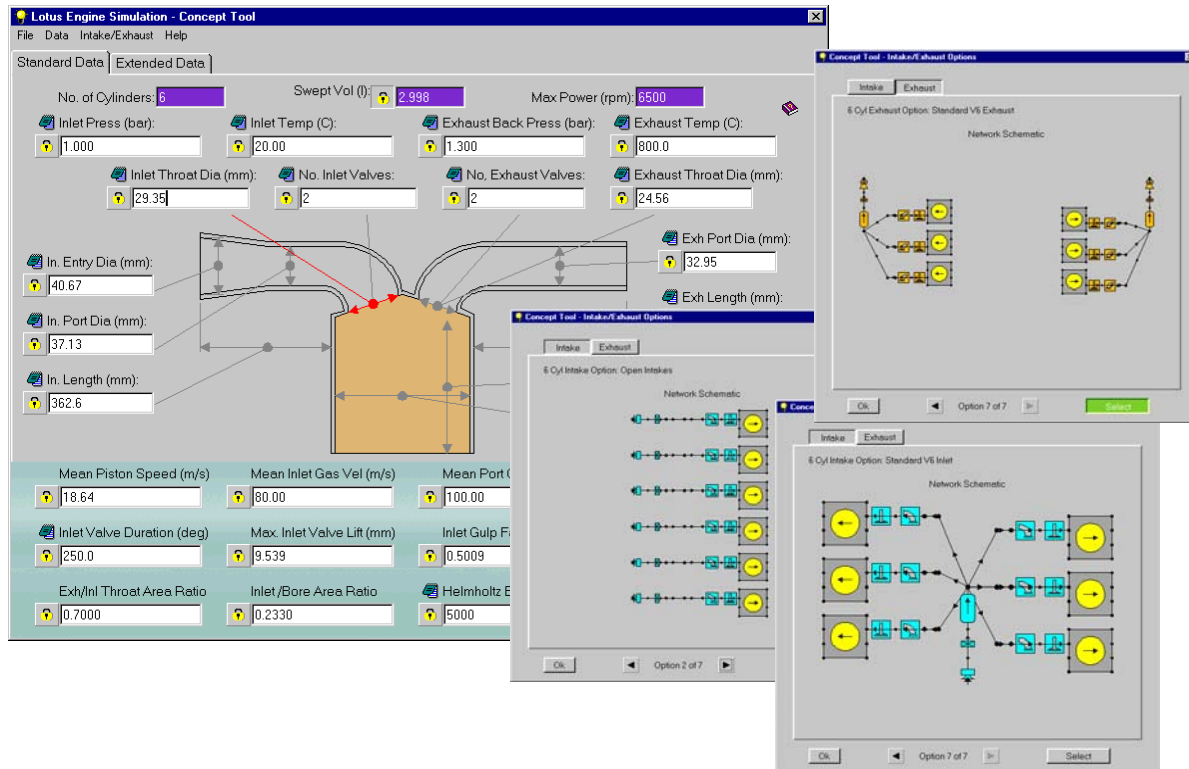 Lotus Engine Simulation - Concept Tool
File Data Intake/Exhaust Help
Standard Data Extended Data
No. of Cylinders: 6 Swept Vol (l): 2.998 Max Power (rpm): 6500
Inlet Press (bar): Inlet Temp (C): Exhaust Back Press (bar): Exhaust Temp (C):
1.000 20.00 1.300 800.0
Inlet Throat Dia (mm): No. Inlet Valves: No, Exhaust Valves: Exhaust Throat Dia (mm):
29.35 2 2 24.56
Exh Port Dia (mm):
32.95
Exh Length (mm):
In. Entry Dia (mm):
40.67
In. Port Dia (mm):
37.13
In. Length (mm):
362.6
Mean Piston Speed (m/s) Mean Inlet Gas Vel (m/s) Mean Port
18.64 80.00 100.00
Inlet Valve Duration (deg) Max. Inlet Valve Lift (mm) Inlet Gulp
250.0 9.539 0.5009
Exh/Inl Throat Area Ratio Inlet /Bore Area Ratio Helmholtz
0.7000 0.2330 5000
Concept Tool - Intake/Exhaust Options
Intake Exhaust
6 Cyl Exhaust Option: Standard V6 Exhaust
Network Schematic
Ok Option 7 of 7 Select
Concept Tool - Intake/Exhaust Options
Intake Exhaust
6 Cyl Intake Option: Open Intakes
Network Schematic
Ok Option 2 of 7
Conce
Intake Exhaust
6 Cyl Intake Option: Standard V6 Inlet
Network Schematic
Ok Option 7 of 7 Select